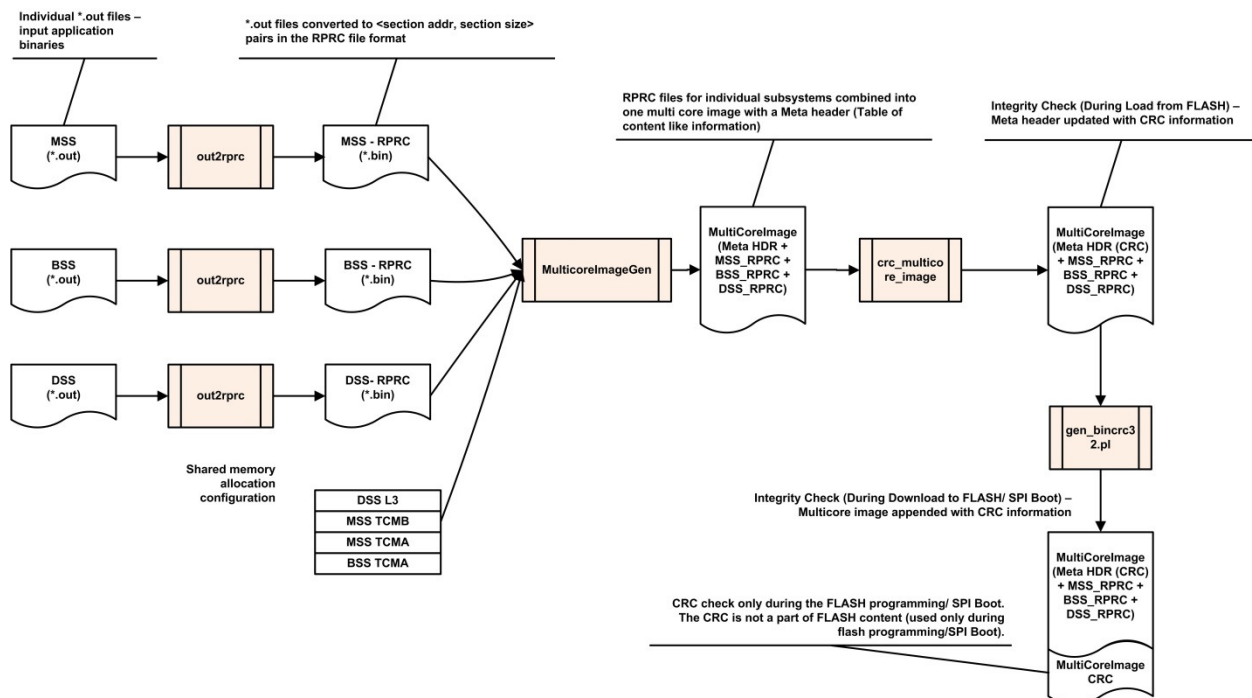 Individual *.out files –
input application
binaries
*.out files converted to <section addr, section size>
pairs in the RPRC file format
RPRC files for individual subsystems combined into
one multi core image with a Meta header (Table of
content like information)
Integrity Check (During Load from FLASH) –
Meta header updated with CRC information
MSS
(*.out)
out2rprc
MSS - RPRC
(*.bin)
BSS
(*.out)
out2rprc
BSS - RPRC
(*.bin)
MulticoreImageGen
MultiCoreImage
(Meta HDR +
MSS_RPRC +
BSS_RPRC +
DSS_RPRC)
crc_multico
re_image
MultiCoreImage
(Meta HDR (CRC)
+ MSS_RPRC +
BSS_RPRC +
DSS_RPRC)
DSS
(*.out)
out2rprc
DSS- RPRC
(*.bin)
gen_bincrc3
2.pl
Shared memory
allocation
configuration
DSS L3
MSS TCMB
MSS TCMA
BSS TCMA
Integrity Check (During Download to FLASH/ SPI Boot) –
Multicore image appended with CRC information
MultiCoreImage
(Meta HDR (CRC)
+ MSS_RPRC +
BSS_RPRC +
DSS_RPRC)
CRC check only during the FLASH programming/ SPI Boot.
The CRC is not a part of FLASH content (used only during
flash programming/SPI Boot).
MultiCoreImage
CRC